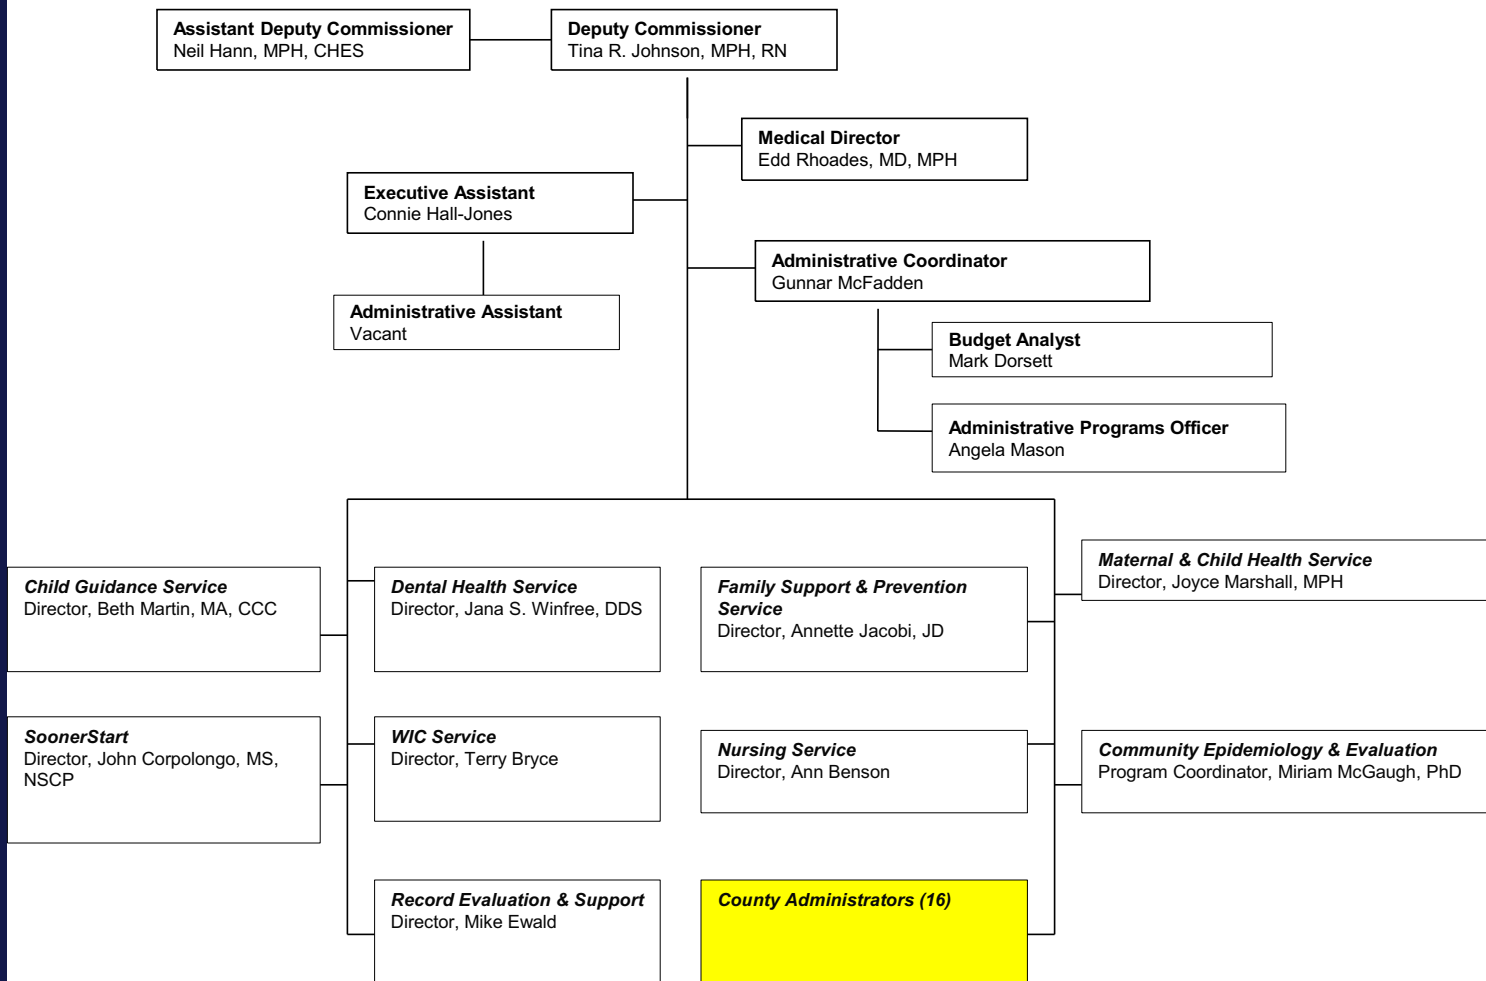 Assistant Deputy Commissioner
Neil Hann, MPH, CHES
Deputy Commissioner
Tina R. Johnson, MPH, RN
Medical Director
Edd Rhoades, MD, MPH
Executive Assistant
Connie Hall-Jones
Administrative Coordinator
Gunnar McFadden
Administrative Assistant
Vacant
Budget Analyst
Mark Dorsett
Administrative Programs Officer
Angela Mason
Child Guidance Service
Director, Beth Martin, MA, CCC
Dental Health Service
Director, Jana S. Winfree, DDS
Family Support & Prevention
Service
Director, Annette Jacobi, JD
Maternal & Child Health Service
Director, Joyce Marshall, MPH
SoonerStart
Director, John Corpolongo, MS,
NSCP
WIC Service
Director, Terry Bryce
Nursing Service
Director, Ann Benson
Community Epidemiology & Evaluation
Program Coordinator, Miriam McGaugh, PhD
Record Evaluation & Support
Director, Mike Ewald
County Administrators (16)